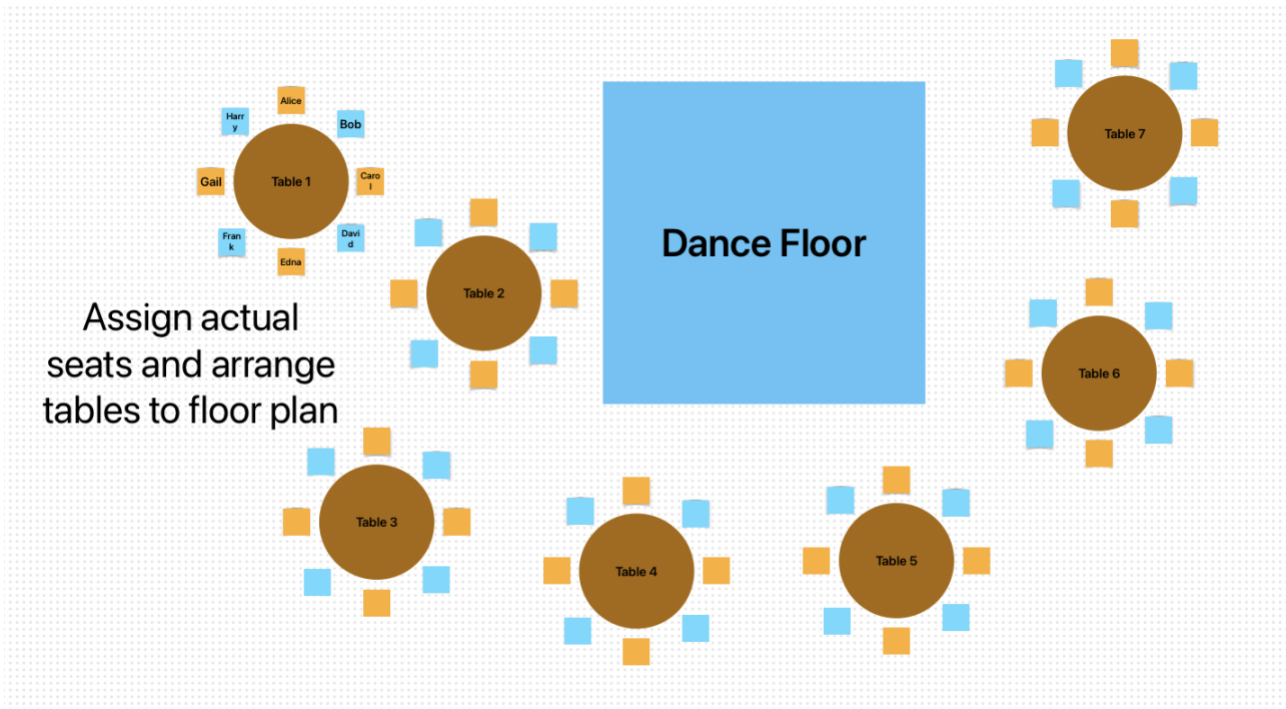 Alice
Harr
y
Bob
Gail
Table 1
Caro
l
Fran
k
Davi
d
Edna
Table 2
Dance Floor
Table 7
Assign actual
seats and arrange
tables to floor plan
Table 6
Table 3
Table 4
Table 5